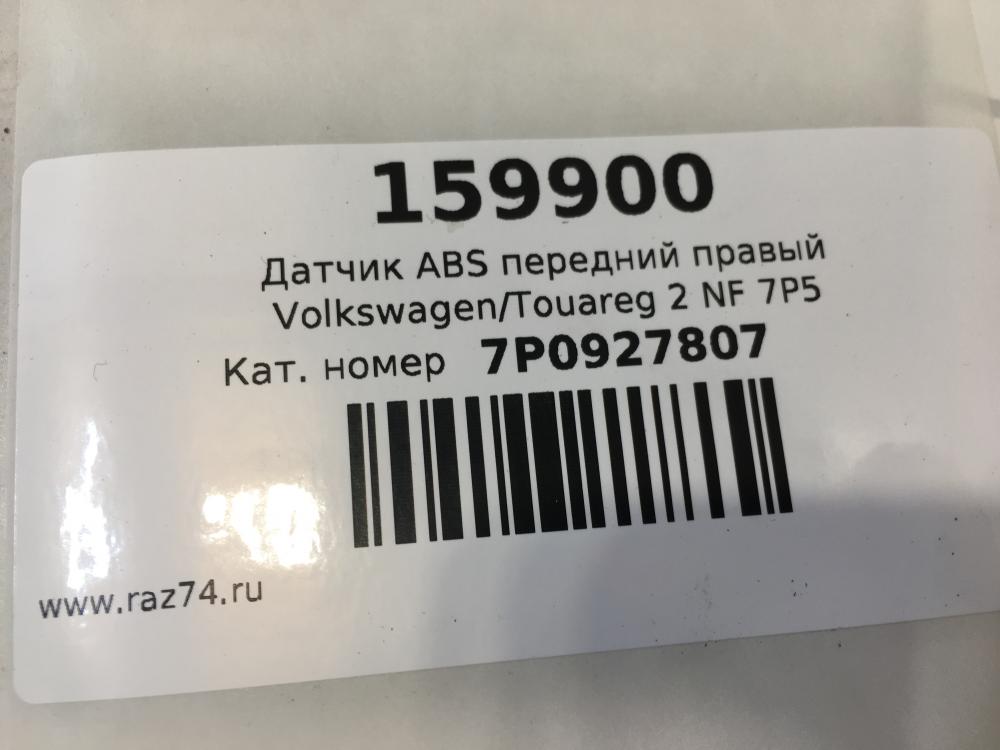 159900
Датчик ABS передний правый
Volkswagen/Touareg 2 NF 7P5
Кат. номер 7P0927807
www.raz74.ru